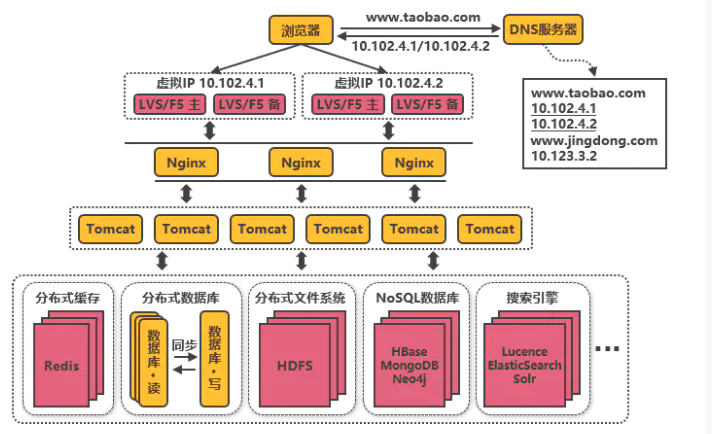 www.taobao.com
浏览器
DNS服务器
10.102.4.1/10.102.4.2
虚拟IP 10.102.4.1
虚拟IP 10.102.4.2
LVS/F5 主
LVS/F5 备
LVS/F5 主
LVS/F5 备
www.taobao.com
10.102.4.1
10.102.4.2
www.jingdong.com
10.123.3.2
Nginx
Nginx
Nginx
Tomcat
Tomcat
Tomcat
Tomcat
Tomcat
Tomcat
分布式缓存
Redis
分布式数据库
数据库·读
同步
数据库·写
分布式文件系统
HDFS
NoSQL数据库
HBase
MongoDB
Neo4j
搜索引擎
Lucence
ElasticSearch
Solr
...